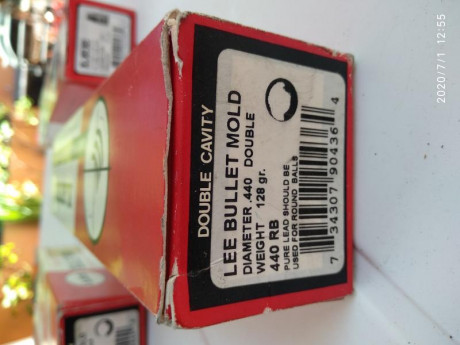 DOUBLE CAVITY
LEE BULLET MOLD
DIAMETER .440 DOUBLE
WEIGHT 128 gr.
440 RB
PURE LEAD SHOULD BE
USED FOR ROUND BALLS
7 34307 90436 4
2020/7/1 12:55